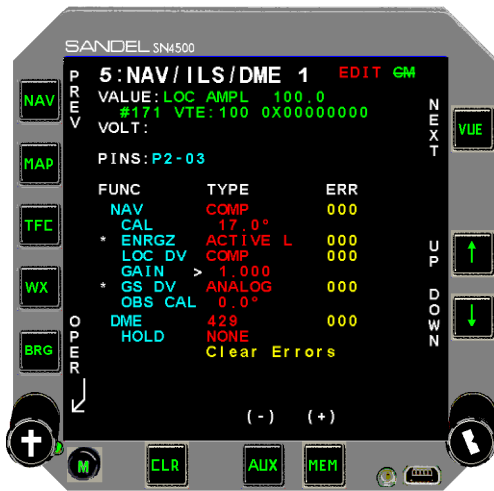 SANDEL SN4500
PREV
5:NAV/ILS/DME 1 EDIT GM
VALUE:LOC AMPL 100.0
#171 VTE:100 0X00000000
VOLT:
PINS:P2-03
NEXT
FUNC TYPE ERR
NAV COMP 000
CAL 17.0°
* ENRGZ ACTIVE L 000
LOC DV COMP 000
GAIN > 1.000
* GS DV ANALOG 000
OBS CAL 0.0°
DME 429 000
HOLD NONE
Clear Errors
UP
DOWN
OPER
(-) (+)
NAV
MAP
TFC
WX
BRG
VUE
↑
↓
M
CLR
AUX
MEM